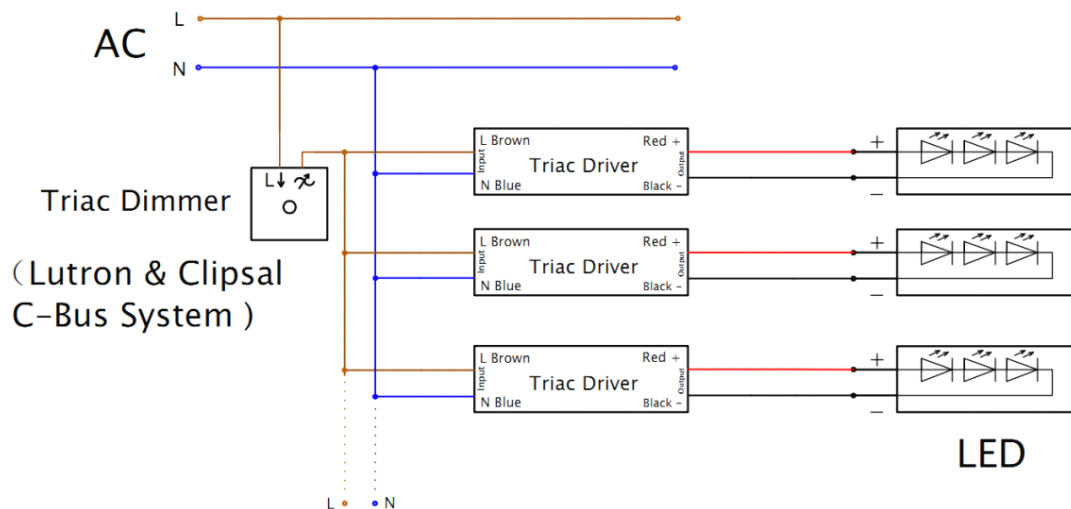 L
AC
N
L Brown
Red +
Input
Triac Driver
Output
N Blue
Black -
L
Triac Dimmer
+
−
L Brown
Red +
Input
Triac Driver
Output
N Blue
Black -
+
−
（Lutron & Clipsal
C-Bus System )
L Brown
Red +
Input
Triac Driver
Output
N Blue
Black -
+
−
LED
L
N